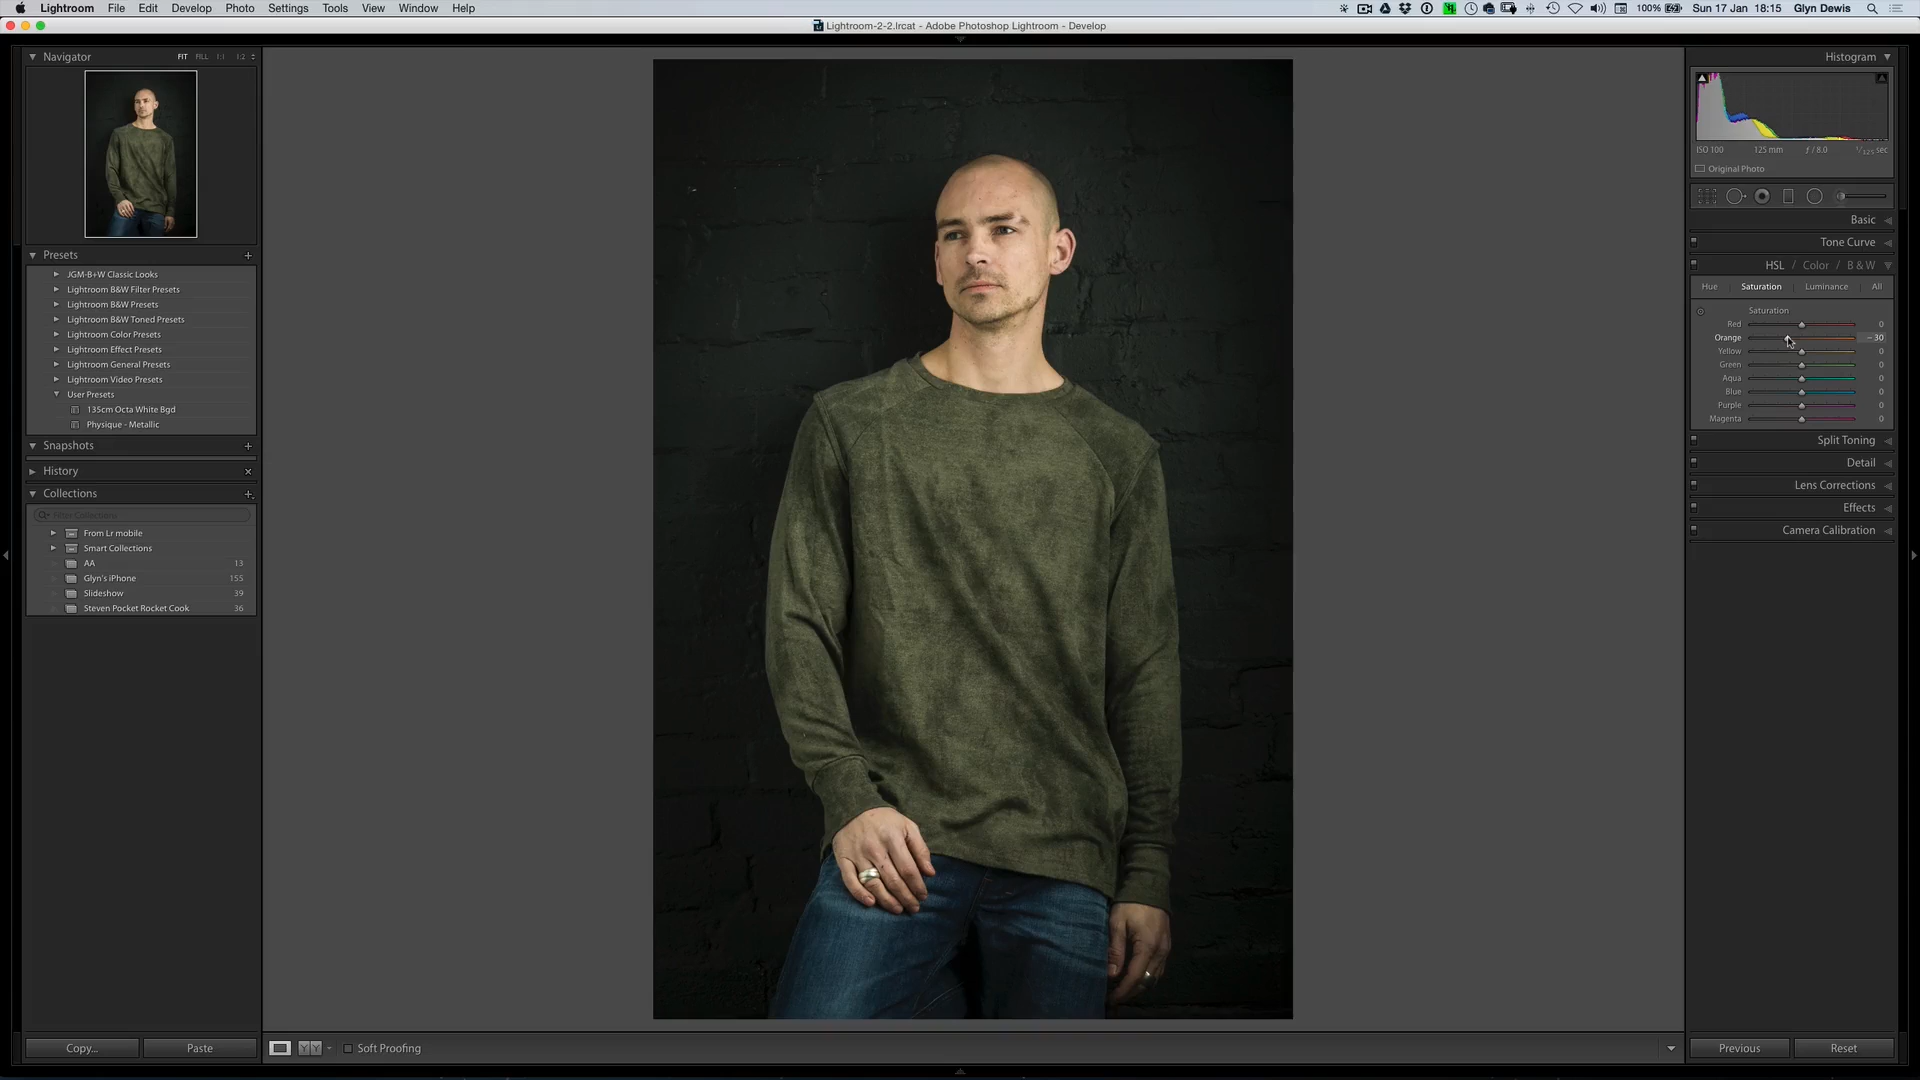 Lightroom File Edit Develop Photo Settings Tools View Window Help 100% Sun 17 Jan 18:15 Glyn Dewis
Lightroom-2-2.lrcat - Adobe Photoshop Lightroom - Develop
Navigator FIT FILL 1:1 1:2
Presets
JGM-B+W Classic Looks
Lightroom B&W Filter Presets
Lightroom B&W Presets
Lightroom B&W Toned Presets
Lightroom Color Presets
Lightroom Effect Presets
Lightroom General Presets
Lightroom Video Presets
User Presets
135cm Octa White Bgd
Physique - Metallic
Snapshots
History
Collections
Filter Collections
From Lr mobile
Smart Collections
AA 13
Glyn's iPhone 155
Slideshow 39
Steven Pocket Rocket Cook 36
Copy... Paste
Soft Proofing
Histogram
ISO 100 125 mm ƒ / 8.0 1/125 sec
Original Photo
Basic
Tone Curve
HSL / Color / B & W
Hue Saturation Luminance All
Saturation
Red 0
Orange - 30
Yellow 0
Green 0
Aqua 0
Blue 0
Purple 0
Magenta 0
Split Toning
Detail
Lens Corrections
Effects
Camera Calibration
Previous Reset